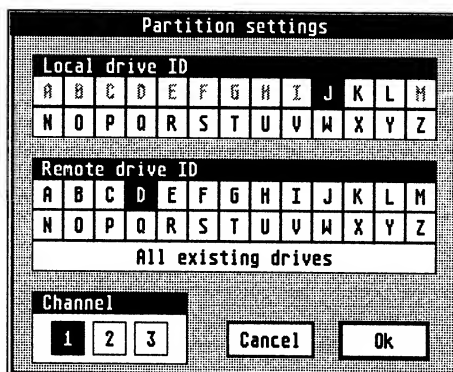 Partition settings
Local drive ID
A B C D E F G H I J K L M
N O P Q R S T U V W X Y Z
Remote drive ID
A B C D E F G H I J K L M
N O P Q R S T U V W X Y Z
All existing drives
Channel
1 2 3 Cancel Ok